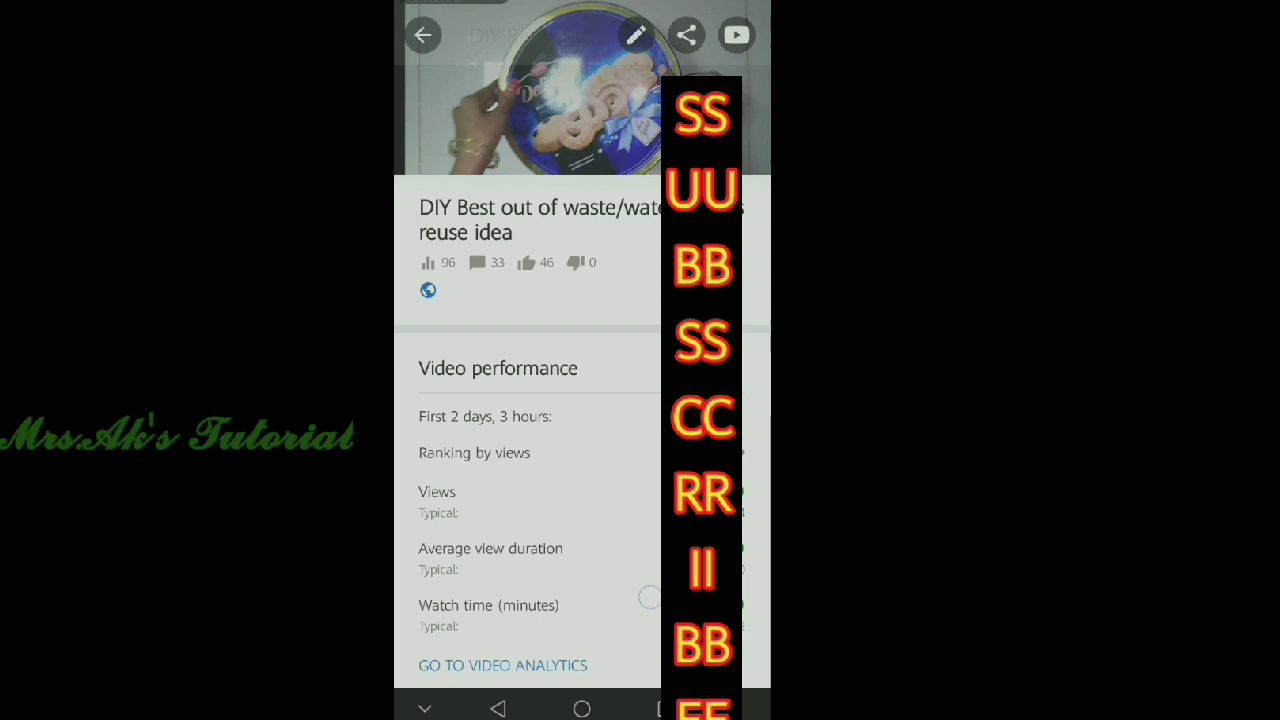 DIY Best out of waste/wat
reuse idea
96 33 46 0
Video performance
First 2 days, 3 hours:
Ranking by views
Views
Typical:
Average view duration
Typical:
Watch time (minutes)
Typical:
GO TO VIDEO ANALYTICS
SS
UU
BB
SS
CC
RR
II
BB
EE
Mrs.Ak's Tutorial